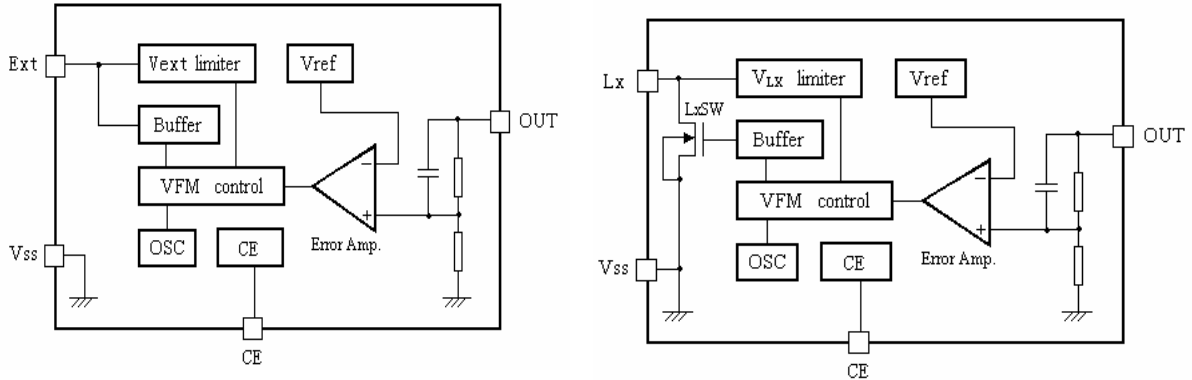 Ext
Vext limiter
Vref
Buffer
OUT
VFM control
−
+
Error Amp.
Vss
OSC
CE
CE
Lx
VLX limiter
Vref
LxSW
Buffer
OUT
VFM control
−
+
Error Amp.
Vss
OSC
CE
CE